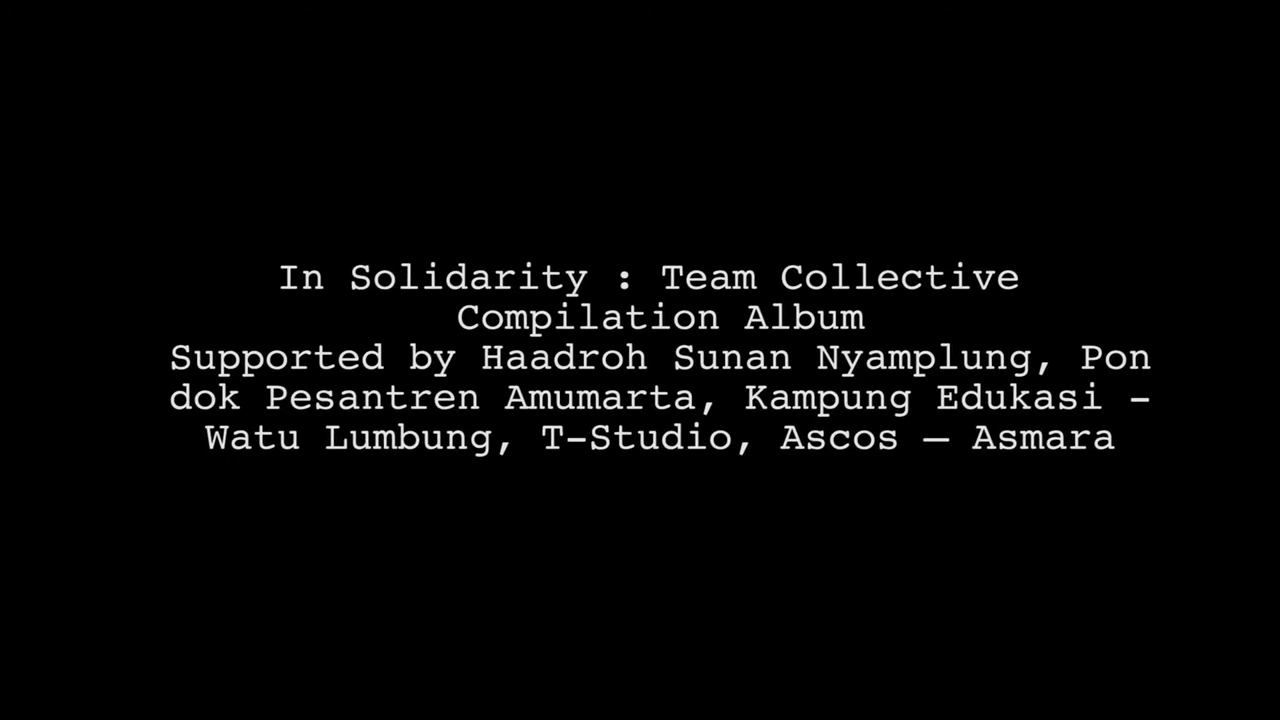 In Solidarity : Team Collective
Compilation Album
Supported by Haadroh Sunan Nyamplung, Pon
dok Pesantren Amumarta, Kampung Edukasi -
Watu Lumbung, T-Studio, Ascos — Asmara